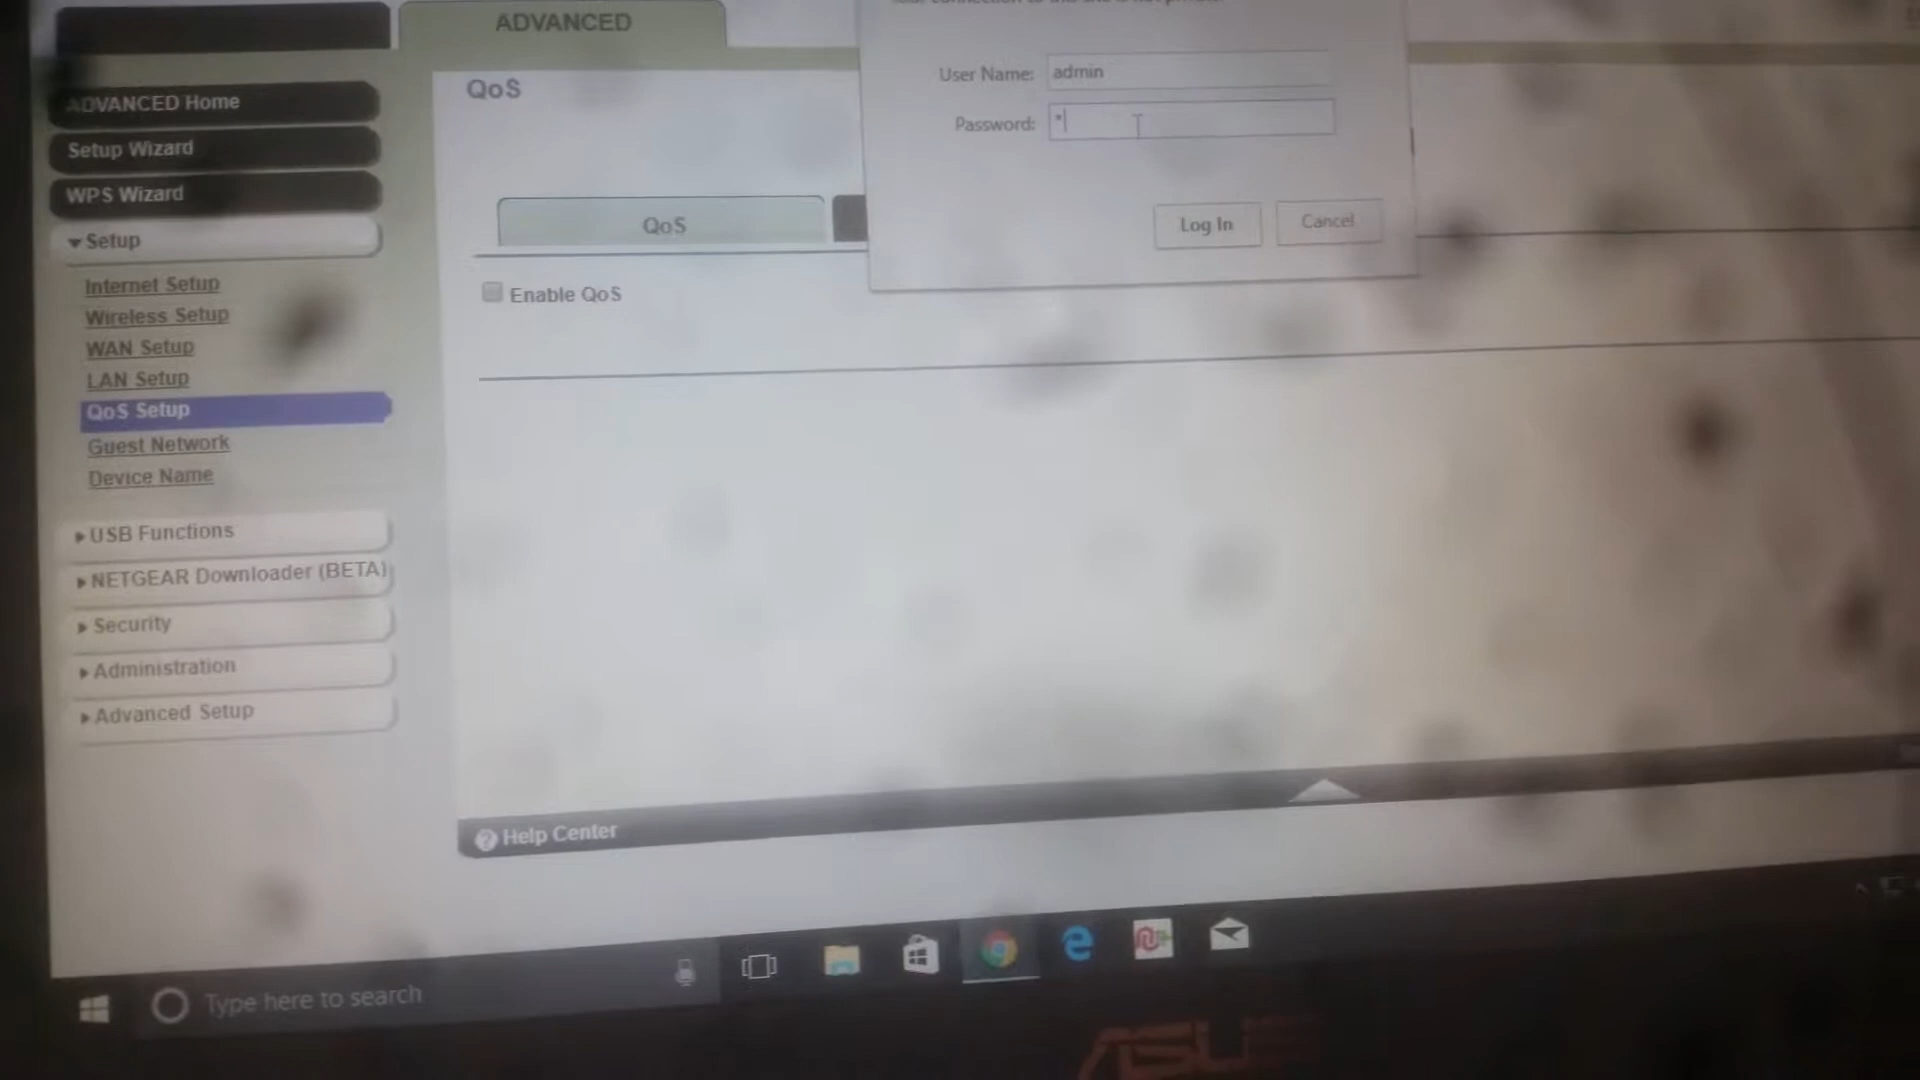 ADVANCED
User Name: admin
Password: *
Log In
Cancel
ADVANCED Home
Setup Wizard
WPS Wizard
Setup
Internet Setup
Wireless Setup
WAN Setup
LAN Setup
QoS Setup
Guest Network
Device Name
USB Functions
NETGEAR Downloader (BETA)
Security
Administration
Advanced Setup
QoS
QoS
Enable QoS
Help Center
Type here to search
ASUS